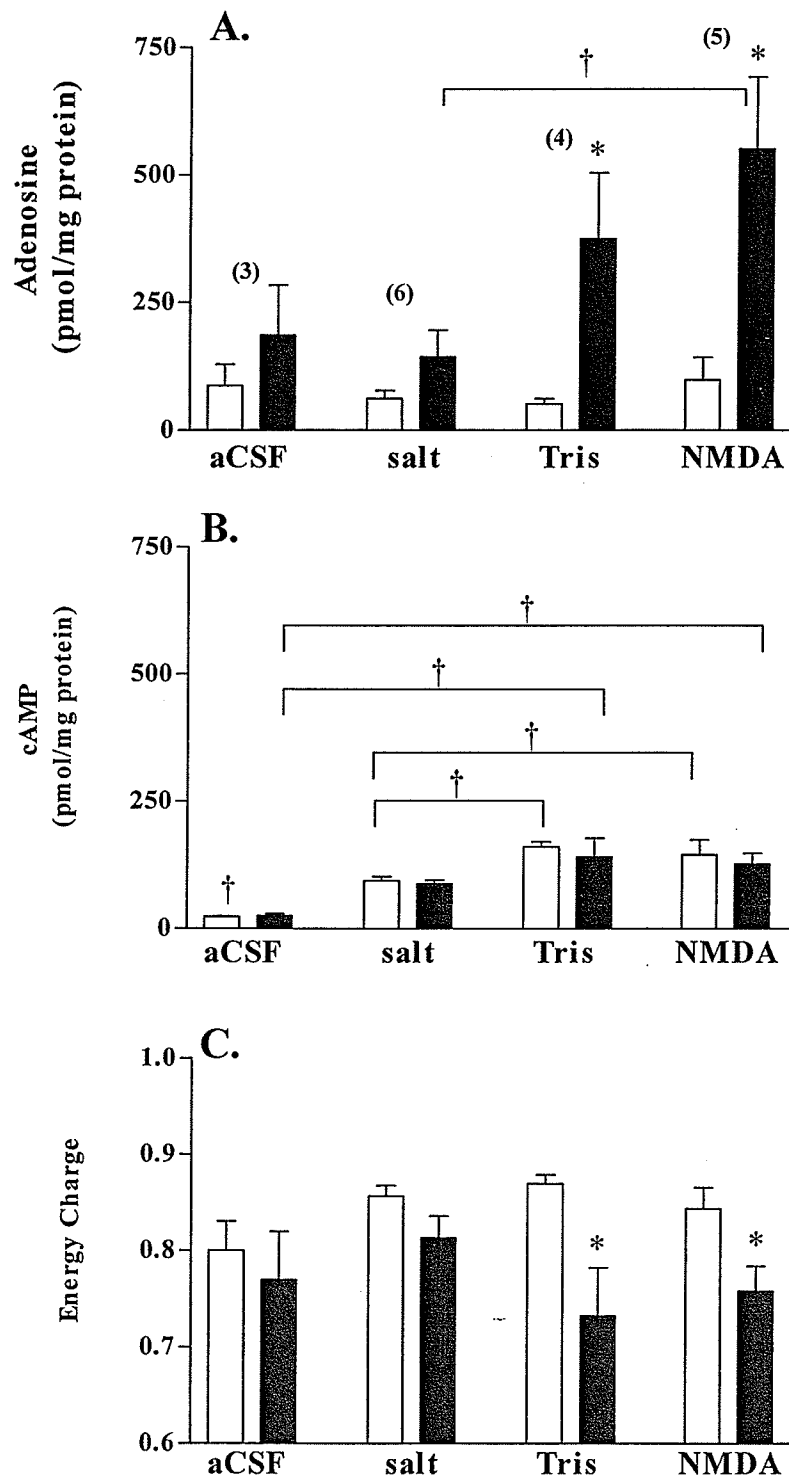 A.
Adenosine
(pmol/mg protein)
750
500
250
0
(3)
(6)
(4)
*
†
(5)
*
aCSF salt Tris NMDA
B.
cAMP
(pmol/mg protein)
750
500
250
0
†
†
†
†
†
aCSF salt Tris NMDA
C.
Energy Charge
1.0
0.9
0.8
0.7
0.6
*
*
aCSF salt Tris NMDA